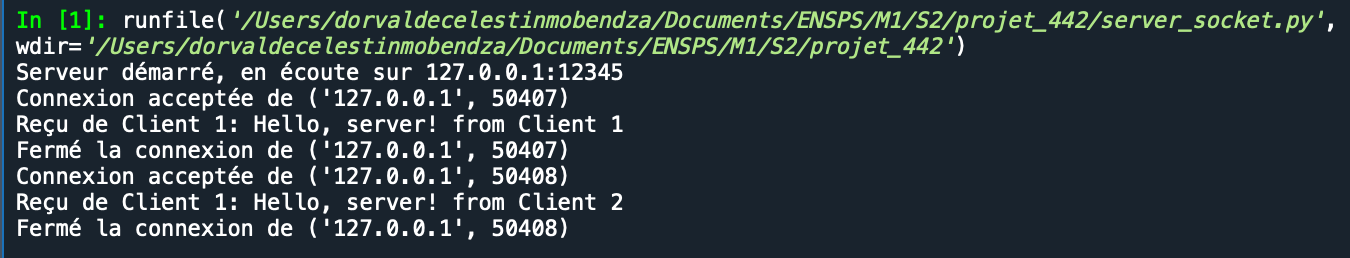 In [1]: runfile('/Users/dorvaldecelestinmobendza/Documents/ENSPS/M1/S2/projet_442/server_socket.py',
wdir='/Users/dorvaldecelestinmobendza/Documents/ENSPS/M1/S2/projet_442')
Serveur démarré, en écoute sur 127.0.0.1:12345
Connexion acceptée de ('127.0.0.1', 50407)
Reçu de Client 1: Hello, server! from Client 1
Fermé la connexion de ('127.0.0.1', 50407)
Connexion acceptée de ('127.0.0.1', 50408)
Reçu de Client 1: Hello, server! from Client 2
Fermé la connexion de ('127.0.0.1', 50408)